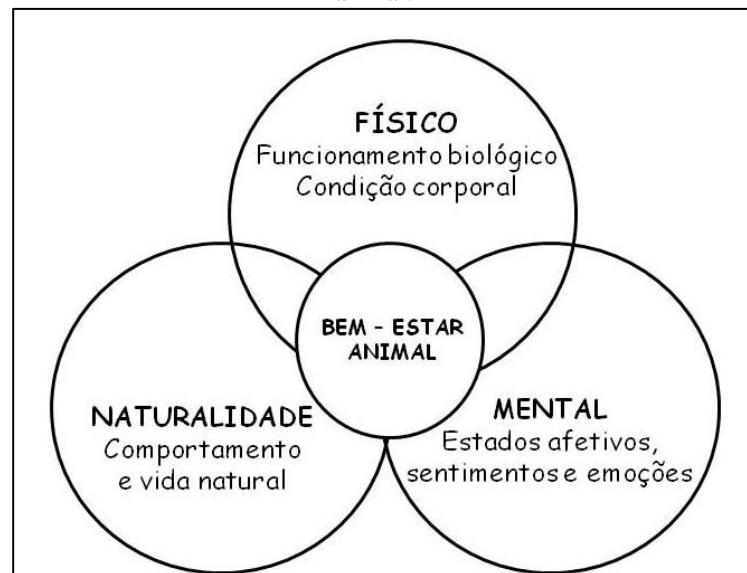 FÍSICO
Funcionamento biológico
Condição corporal
BEM - ESTAR
ANIMAL
NATURALIDADE
Comportamento
e vida natural
MENTAL
Estados afetivos,
sentimentos e emoções